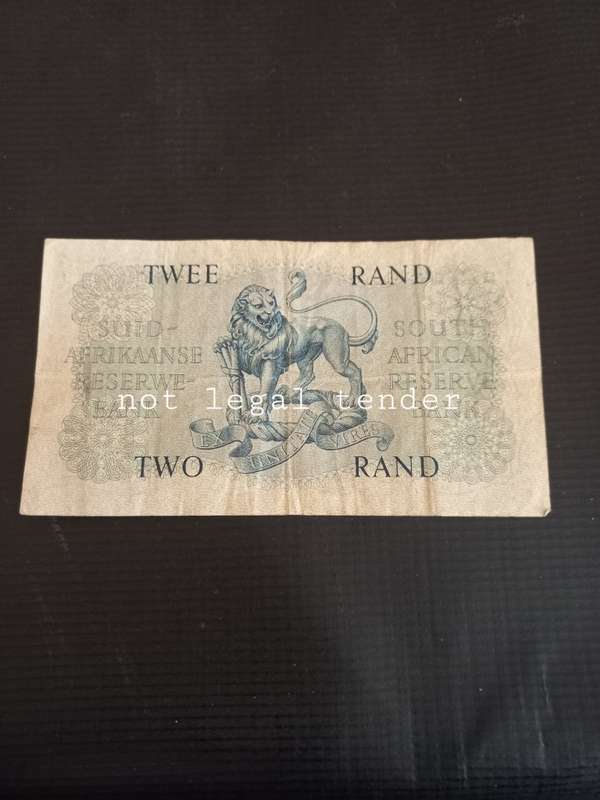 TWEE RAND
SUID-
AFRIKAANSE
RESERWE-
BANK
SOUTH
AFRICAN
RESERVE
BANK
not legal tender
EX UNITATE VIRES
TWO RAND